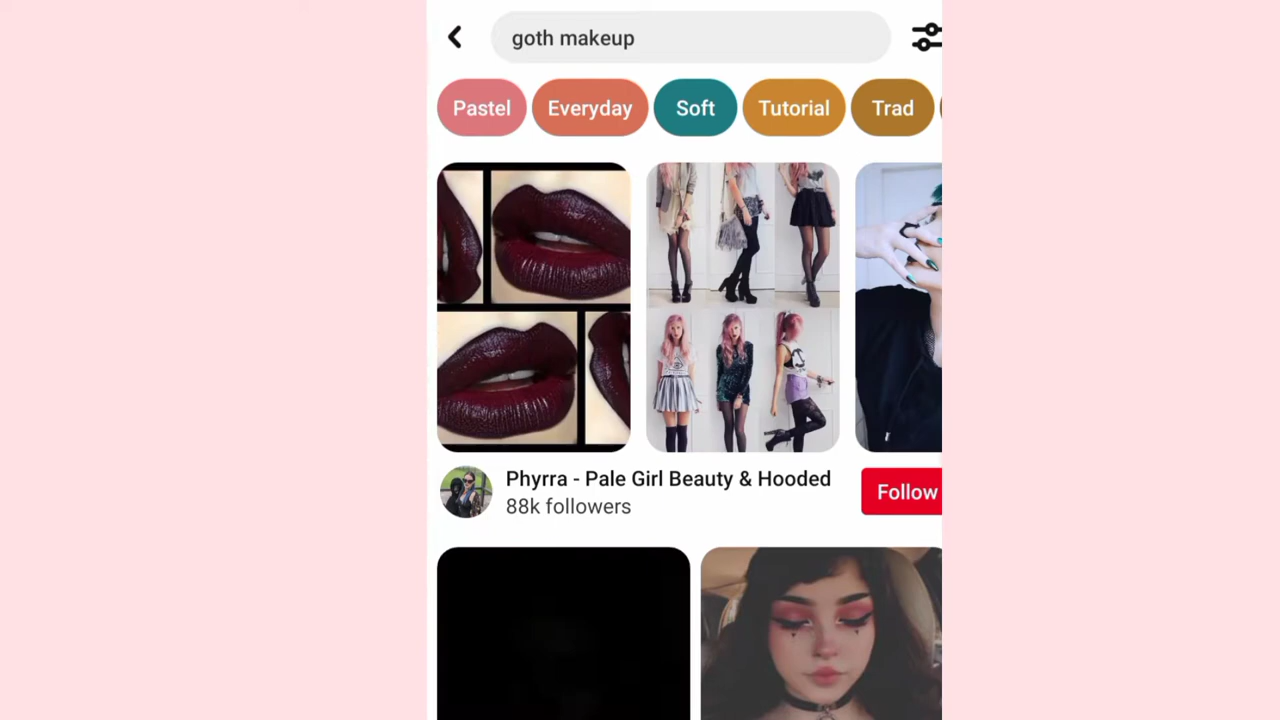 goth makeup
Pastel
Everyday
Soft
Tutorial
Trad
Phyrra - Pale Girl Beauty & Hooded
88k followers
Follow